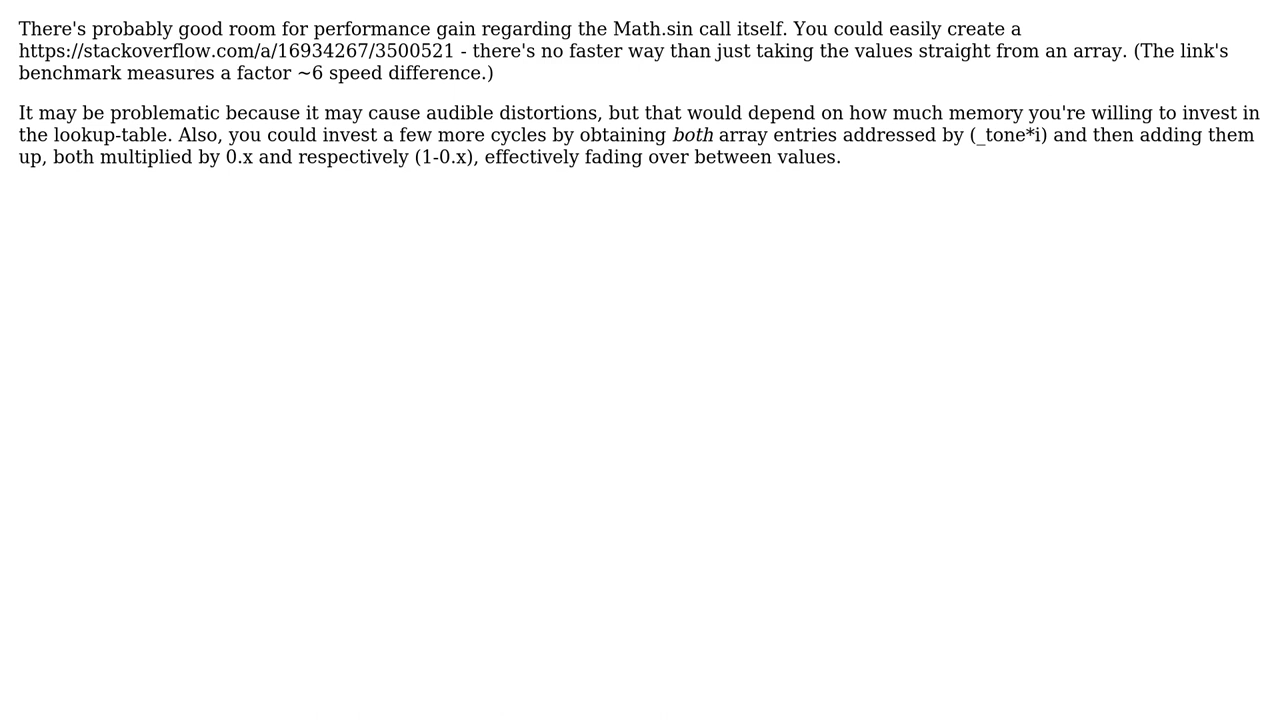 There's probably good room for performance gain regarding the Math.sin call itself. You could easily create a
https://stackoverflow.com/a/16934267/3500521 - there's no faster way than just taking the values straight from an array. (The link's
benchmark measures a factor ~6 speed difference.)
It may be problematic because it may cause audible distortions, but that would depend on how much memory you're willing to invest in
the lookup-table. Also, you could invest a few more cycles by obtaining both array entries addressed by (_tone*i) and then adding them
up, both multiplied by 0.x and respectively (1-0.x), effectively fading over between values.